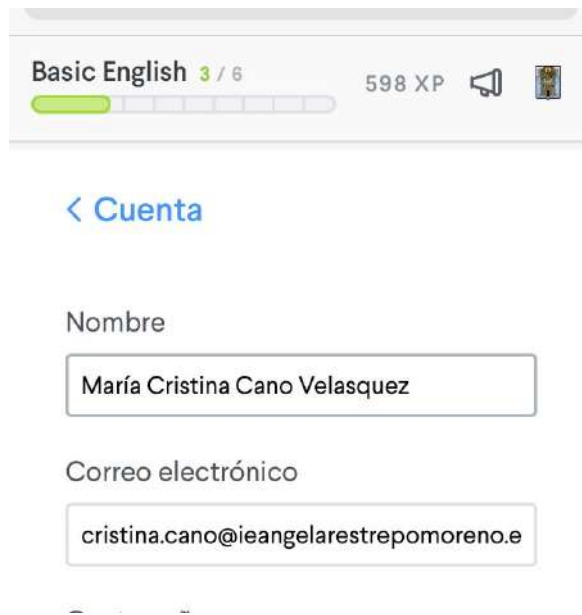 Basic English 3 / 6
598 XP
< Cuenta
Nombre
María Cristina Cano Velasquez
Correo electrónico
cristina.cano@ieangelarestrepomoreno.e